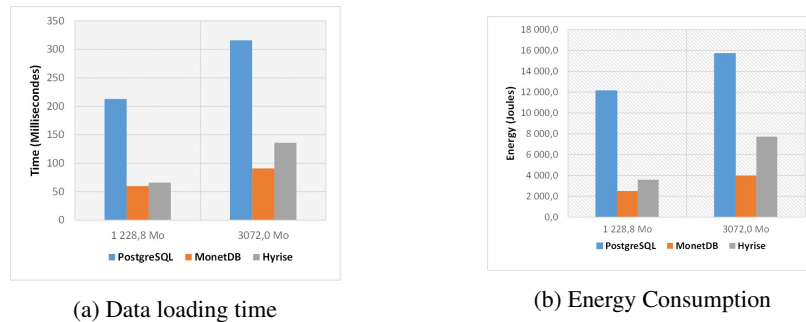 350
300
250
200
150
100
50
0
Time (Millisecondes)
1 228,8 Mo 3072,0 Mo
PostgreSQL MonetDB Hyrise
(a) Data loading time
18 000,0
16 000,0
14 000,0
12 000,0
10 000,0
8 000,0
6 000,0
4 000,0
2 000,0
0,0
Energy (Joules)
1 228,8 Mo 3072,0 Mo
PostgreSQL MonetDB Hyrise
(b) Energy Consumption